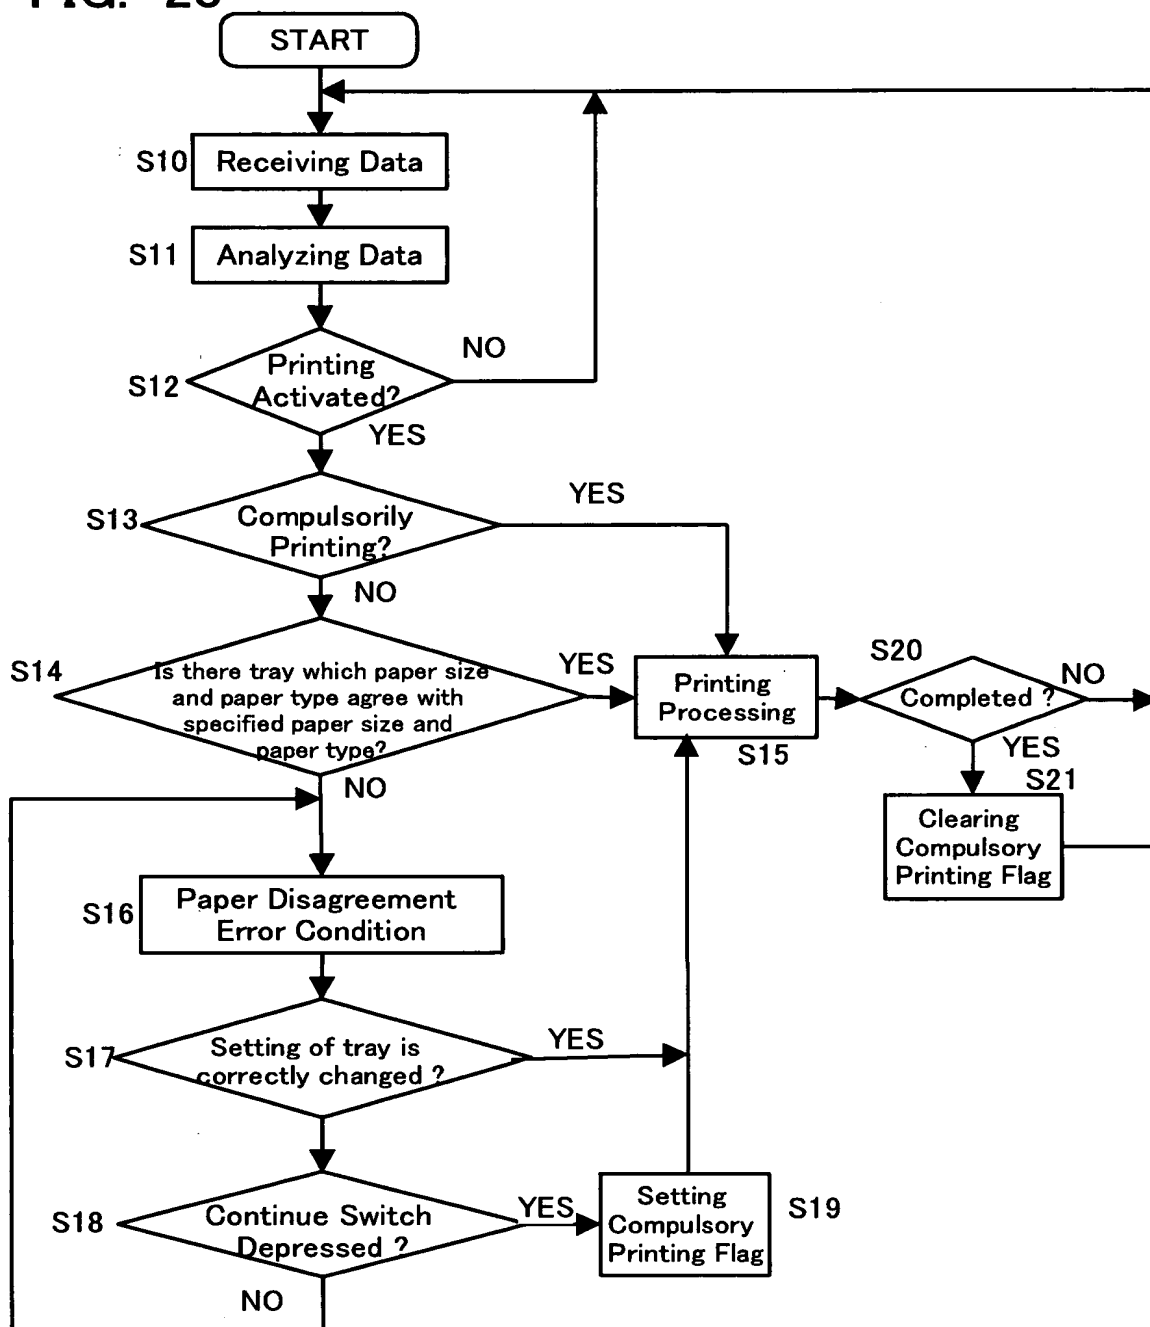 START
S10
Receiving Data
S11
Analyzing Data
S12
Printing
Activated?
NO
YES
S13
Compulsorily
Printing?
YES
NO
S14
Is there tray which paper size
and paper type agree with
specified paper size and
paper type?
YES
NO
Printing
Processing
S15
S20
Completed ?
NO
YES
S21
Clearing
Compulsory
Printing Flag
S16
Paper Disagreement
Error Condition
S17
Setting of tray is
correctly changed ?
YES
S18
Continue Switch
Depressed ?
YES
NO
Setting
Compulsory
Printing Flag
S19